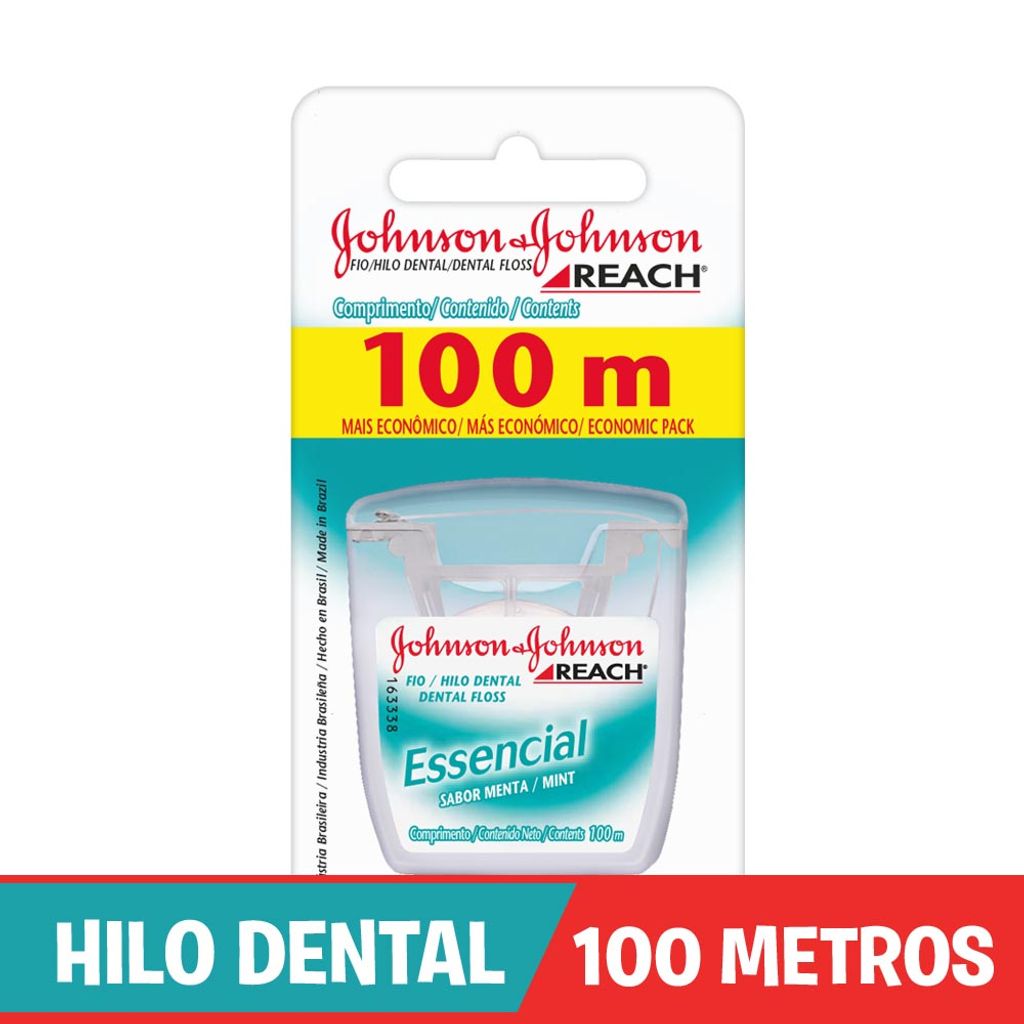 Johnson & Johnson
FIO/HILO DENTAL/DENTAL FLOSS
REACH®
Comprimento/ Contenido / Contents
100 m
MAIS ECONÔMICO/ MÁS ECONÓMICO/ ECONOMIC PACK
stria Brasileira / Industria Brasileña / Hecho en Brasil / Made in Brazil
Johnson & Johnson
REACH®
FIO / HILO DENTAL
DENTAL FLOSS
163338
Essencial
SABOR MENTA / MINT
Comprimento / Contenido Neto / Contents 100 m
HILO DENTAL
100 METROS